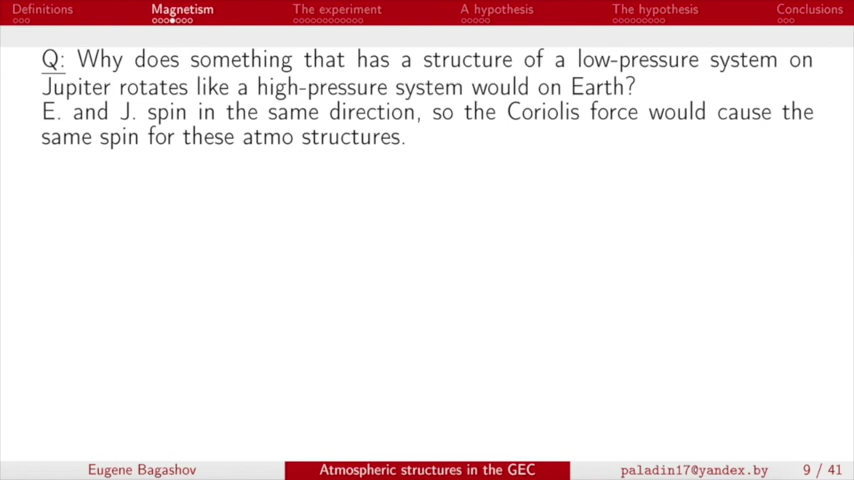 Definitions Magnetism The experiment A hypothesis The hypothesis Conclusions
Q: Why does something that has a structure of a low-pressure system on
Jupiter rotates like a high-pressure system would on Earth?
E. and J. spin in the same direction, so the Coriolis force would cause the
same spin for these atmo structures.
Eugene Bagashov Atmospheric structures in the GEC paladin17@yandex.by 9 / 41